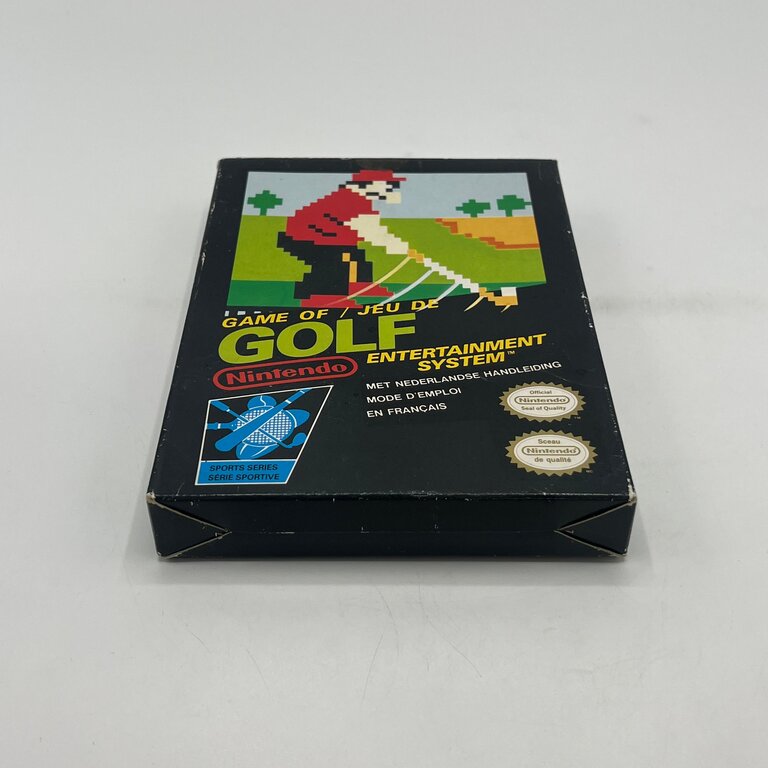 GAME OF / JEU DE
GOLF
Nintendo
ENTERTAINMENT
SYSTEM™
MET NEDERLANDSE HANDLEIDING
MODE D'EMPLOI
EN FRANÇAIS
Official
Nintendo
Seal of Quality
TM
Sceau
Nintendo
de qualité
SPORTS SERIES
SÉRIE SPORTIVE